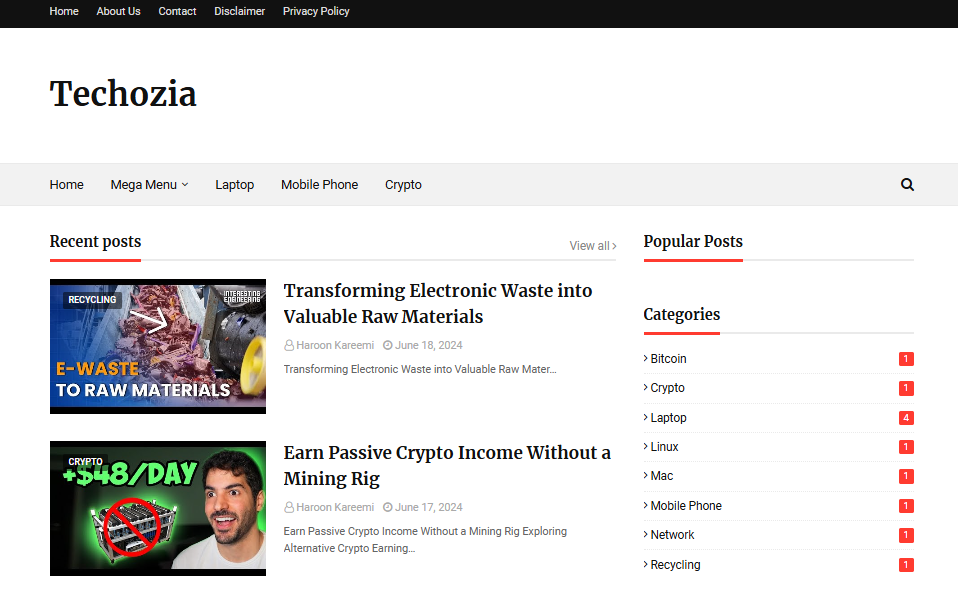 Home About Us Contact Disclaimer Privacy Policy
Techozia
Home Mega Menu Laptop Mobile Phone Crypto
Recent posts
View all
RECYCLING
INTERESTING
ENGINEERING
E-WASTE
TO RAW MATERIALS
Transforming Electronic Waste into
Valuable Raw Materials
Haroon Kareemi June 18, 2024
Transforming Electronic Waste into Valuable Raw Mater...
CRYPTO
+$48/DAY
Earn Passive Crypto Income Without a
Mining Rig
Haroon Kareemi June 17, 2024
Earn Passive Crypto Income Without a Mining Rig Exploring
Alternative Crypto Earning...
Popular Posts
Categories
Bitcoin 1
Crypto 1
Laptop 4
Linux 1
Mac 1
Mobile Phone 1
Network 1
Recycling 1